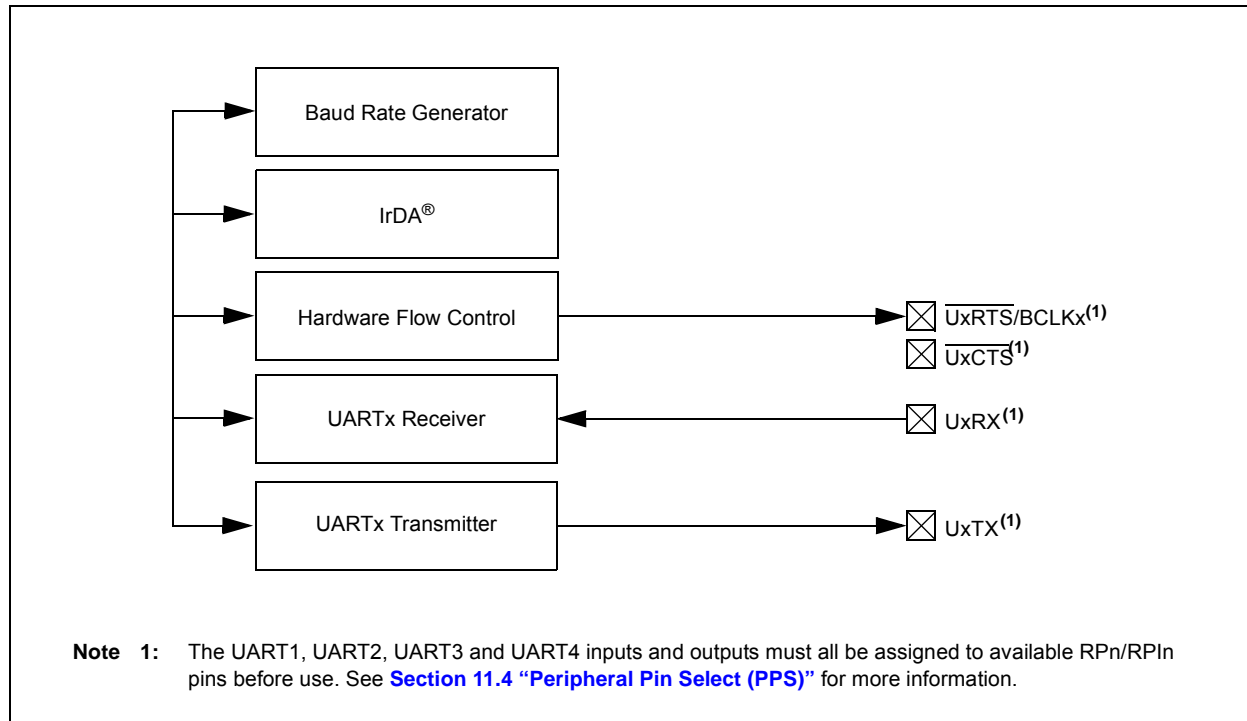 Baud Rate Generator
IrDA®
Hardware Flow Control
UxRTS/BCLKx(1)
UxCTS(1)
UARTx Receiver
UxRX(1)
UARTx Transmitter
UxTX(1)
Note 1: The UART1, UART2, UART3 and UART4 inputs and outputs must all be assigned to available RPn/RPIn
pins before use. See Section 11.4 “Peripheral Pin Select (PPS)” for more information.